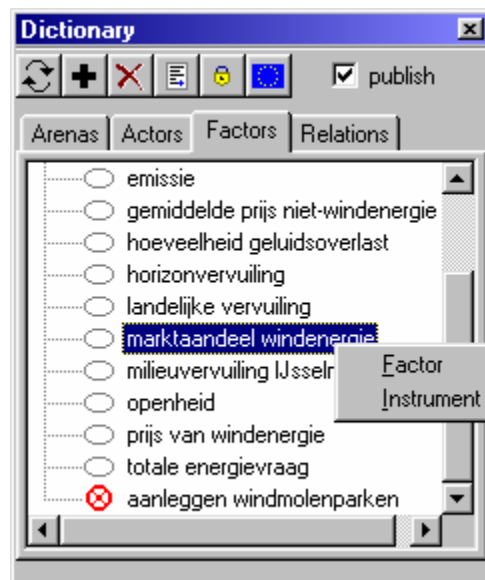 Dictionary
publish
Arenas Actors Factors Relations
emissie
gemiddelde prijs niet-windenergie
hoeveelheid geluidsoverlast
horizonvervuiling
landelijke vervuiling
marktaandeel windenergie
milieuvervuiling
Factor
openheid
Instrument
prijs van windenergie
totale energievraag
aanleggen windmolenparken